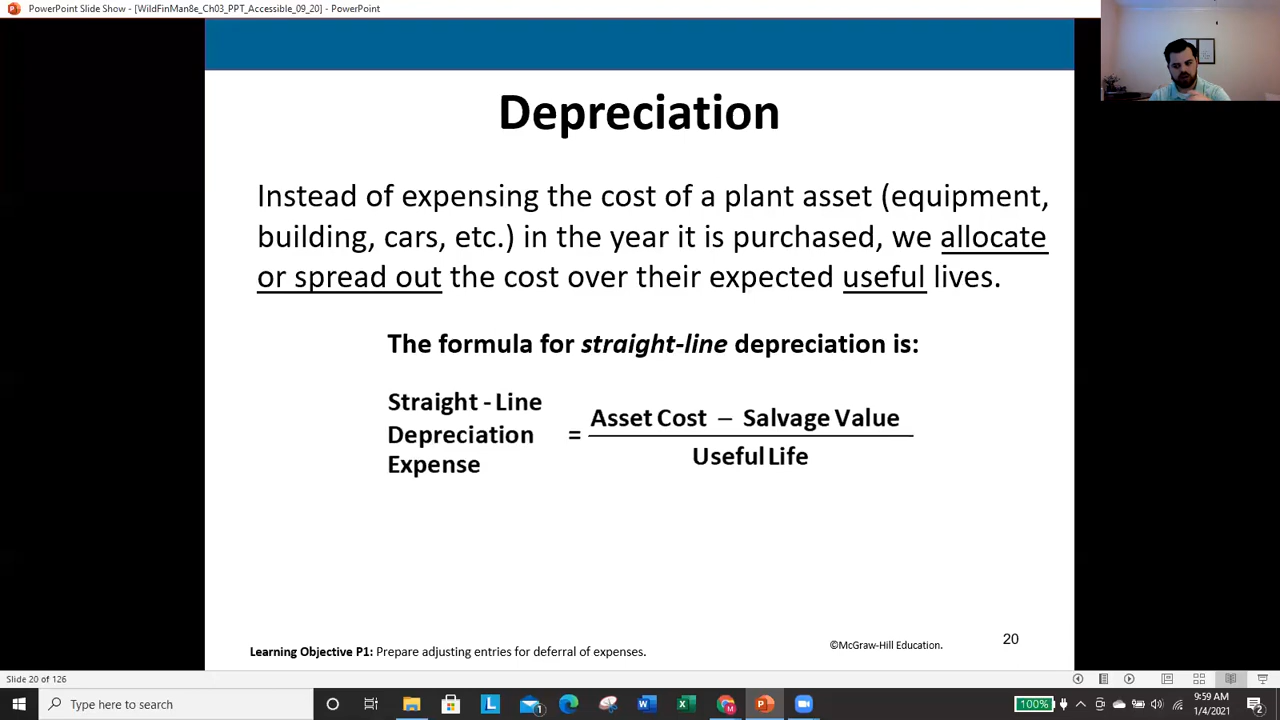 PowerPoint Slide Show - [WildFinMan8e_Ch03_PPT_Accessible_09_20] - PowerPoint
Depreciation
Instead of expensing the cost of a plant asset (equipment,
building, cars, etc.) in the year it is purchased, we allocate
or spread out the cost over their expected useful lives.
The formula for straight-line depreciation is:
Straight - Line
Depreciation
Expense
=
Asset Cost – Salvage Value
Useful Life
Learning Objective P1: Prepare adjusting entries for deferral of expenses.
©McGraw-Hill Education.
20
Slide 20 of 126
Type here to search
100%
9:59 AM
1/4/2021